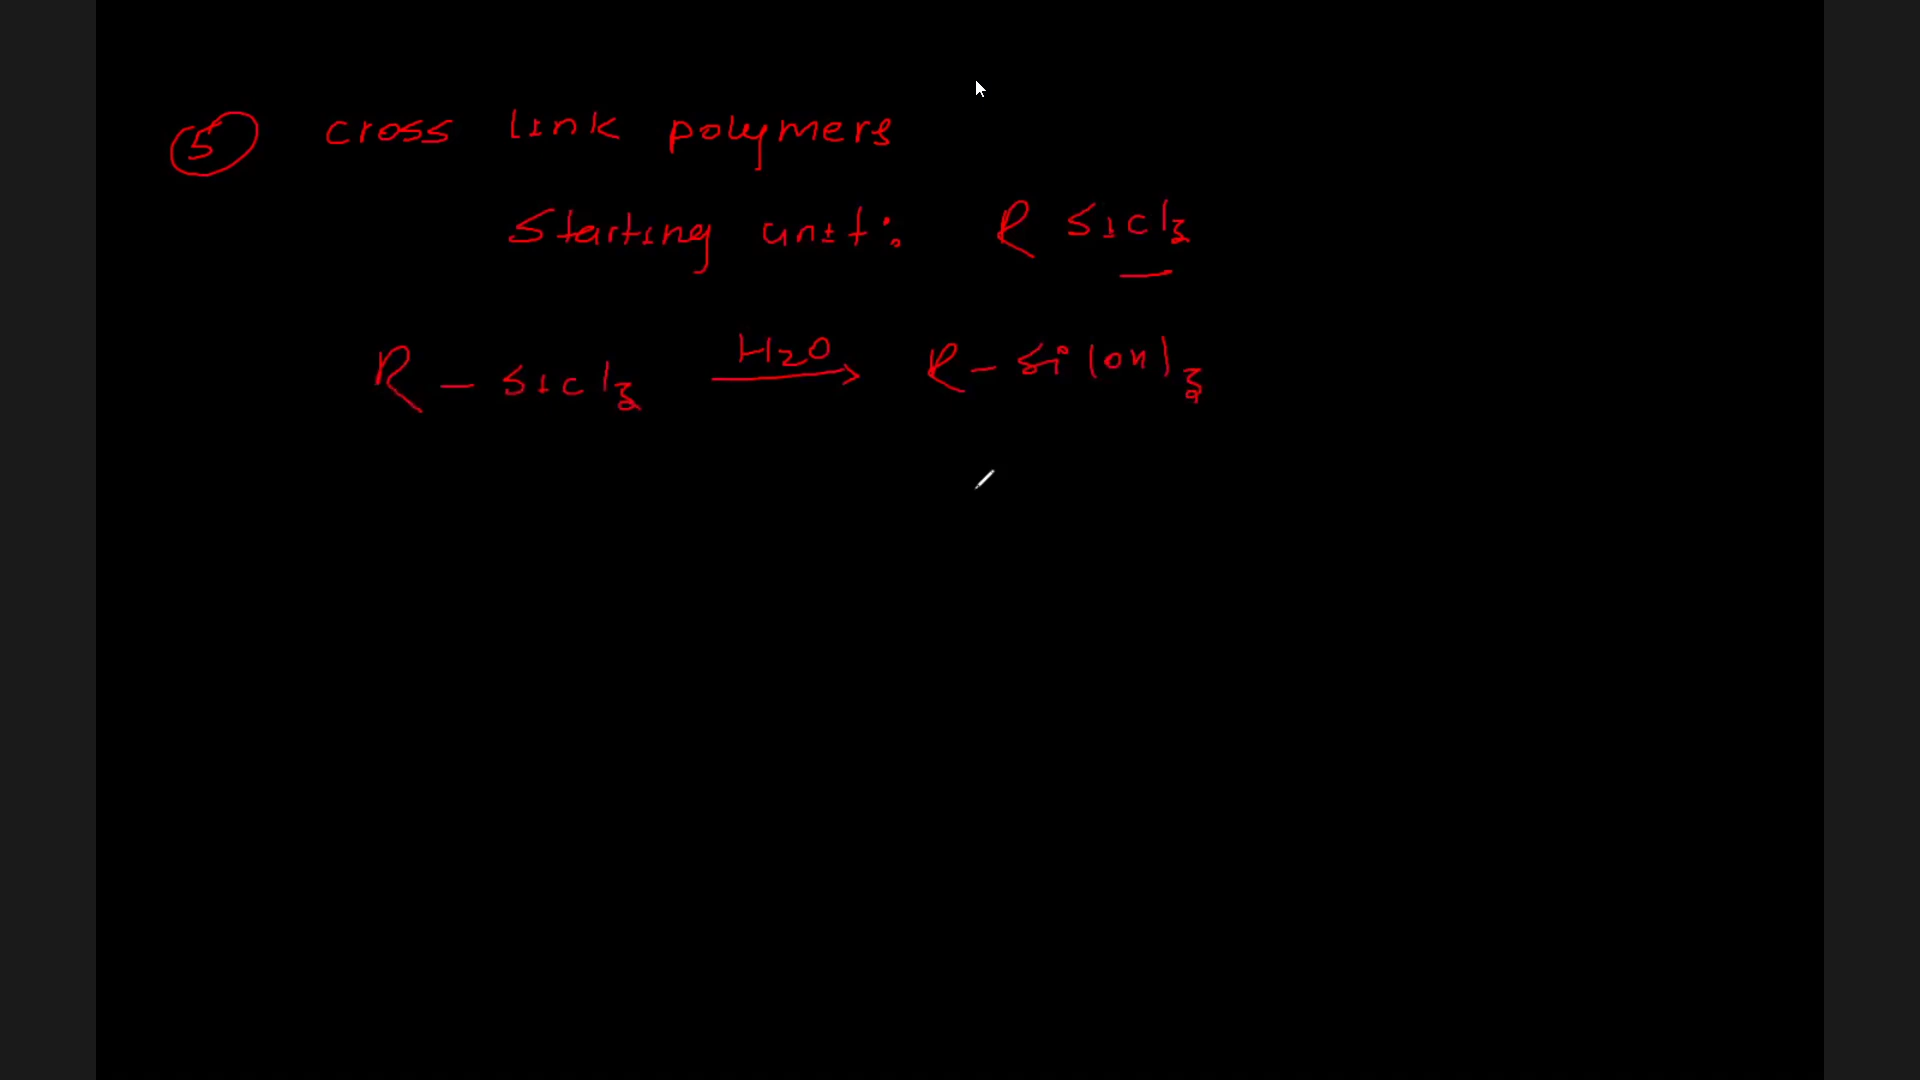 5 cross link polymers
Starting unit: R SiCl3
R - SiCl3 H2O → R - Si(OH)3